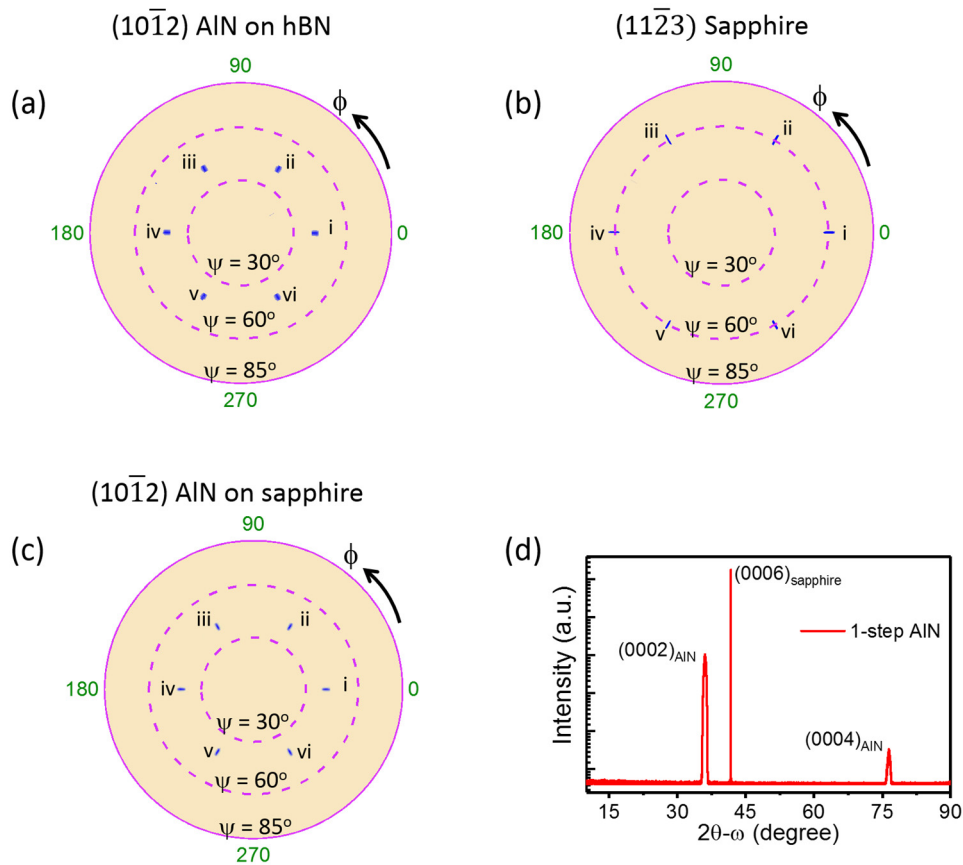 (101̅2) AlN on hBN
(112̅3) Sapphire
(a)
90
ϕ
iii
ii
180
iv
i
0
ψ = 30°
v
vi
ψ = 60°
ψ = 85°
270
(b)
90
ϕ
iii
ii
180
iv
i
0
ψ = 30°
v
ψ = 60°
vi
ψ = 85°
270
(101̅2) AlN on sapphire
(c)
90
ϕ
iii
ii
180
iv
i
0
ψ = 30°
v
vi
ψ = 60°
ψ = 85°
270
(d)
(0006)sapphire
1-step AlN
(0002)AlN
(0004)AlN
Intensity (a.u.)
15 30 45 60 75 90
2θ-ω (degree)